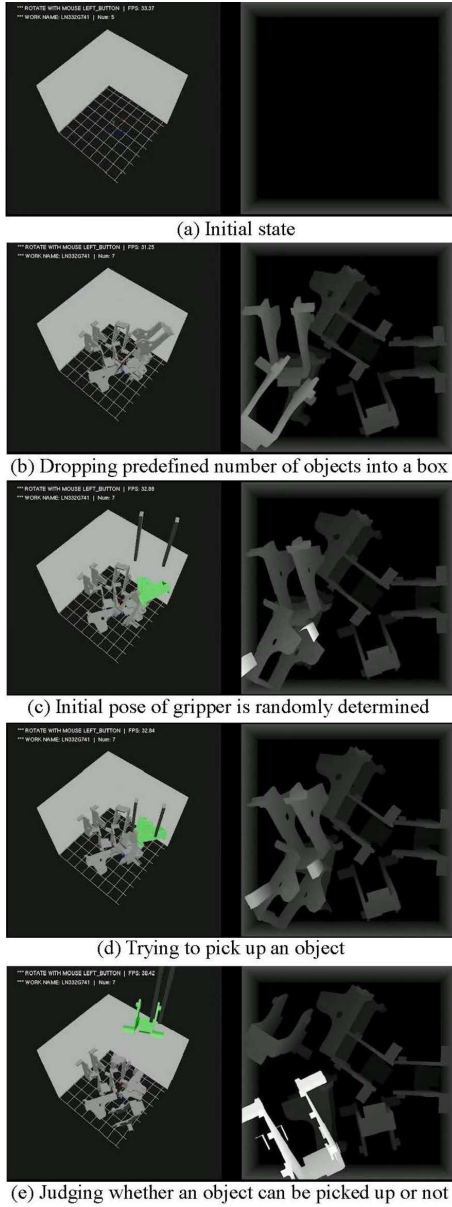 *** ROTATE WITH MOUSE LEFT_BUTTON | FPS: 33.37
*** WORK NAME: LN332G741 | Num: 5
(a) Initial state
*** ROTATE WITH MOUSE LEFT_BUTTON | FPS: 31.25
*** WORK NAME: LN332G741 | Num: 7
(b) Dropping predefined number of objects into a box
*** ROTATE WITH MOUSE LEFT_BUTTON | FPS: 32.88
*** WORK NAME: LN332G741 | Num: 7
(c) Initial pose of gripper is randomly determined
*** ROTATE WITH MOUSE LEFT_BUTTON | FPS: 32.84
*** WORK NAME: LN332G741 | Num: 7
(d) Trying to pick up an object
*** ROTATE WITH MOUSE LEFT_BUTTON | FPS: 30.42
*** WORK NAME: LN332G741 | Num: 7
(e) Judging whether an object can be picked up or not